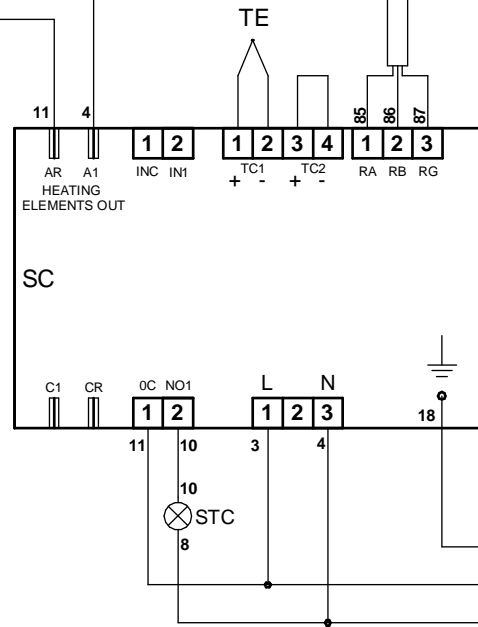 TE
11 4 85 86 87
1 2 1 2 3 4 1 2 3
AR A1 INC IN1 TC1 TC2 RA RB RG
+ - + -
HEATING
ELEMENTS OUT
SC
C1 CR 0C NO1 L N
1 2 1 2 3 18
11 10 3 4
10
STC
8